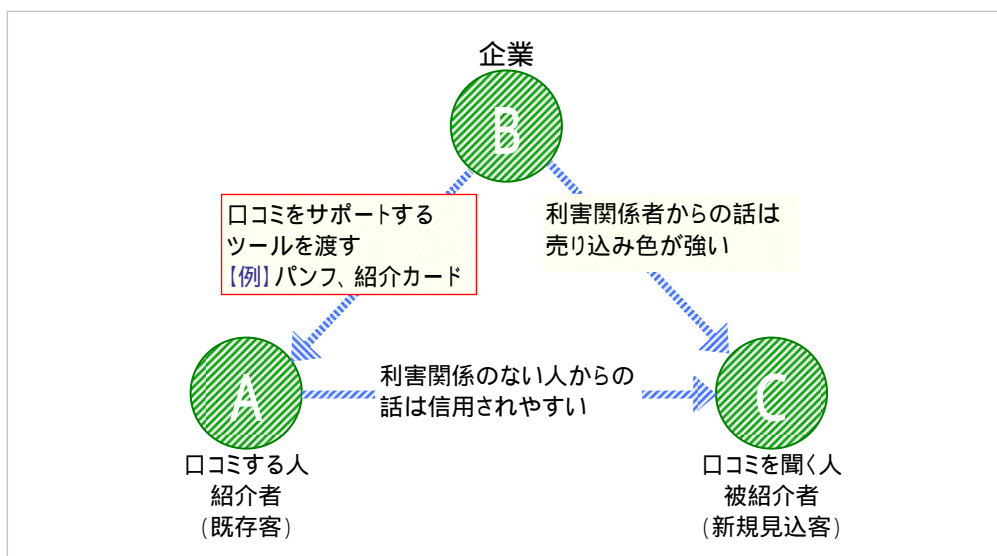 企業
B
口コミをサポートする
ツールを渡す
【例】パンフ、紹介カード
利害関係者からの話は
売り込み色が強い
A
利害関係のない人からの
話は信用されやすい
C
口コミする人
紹介者
(既存客)
口コミを聞く人
被紹介者
(新規見込客)